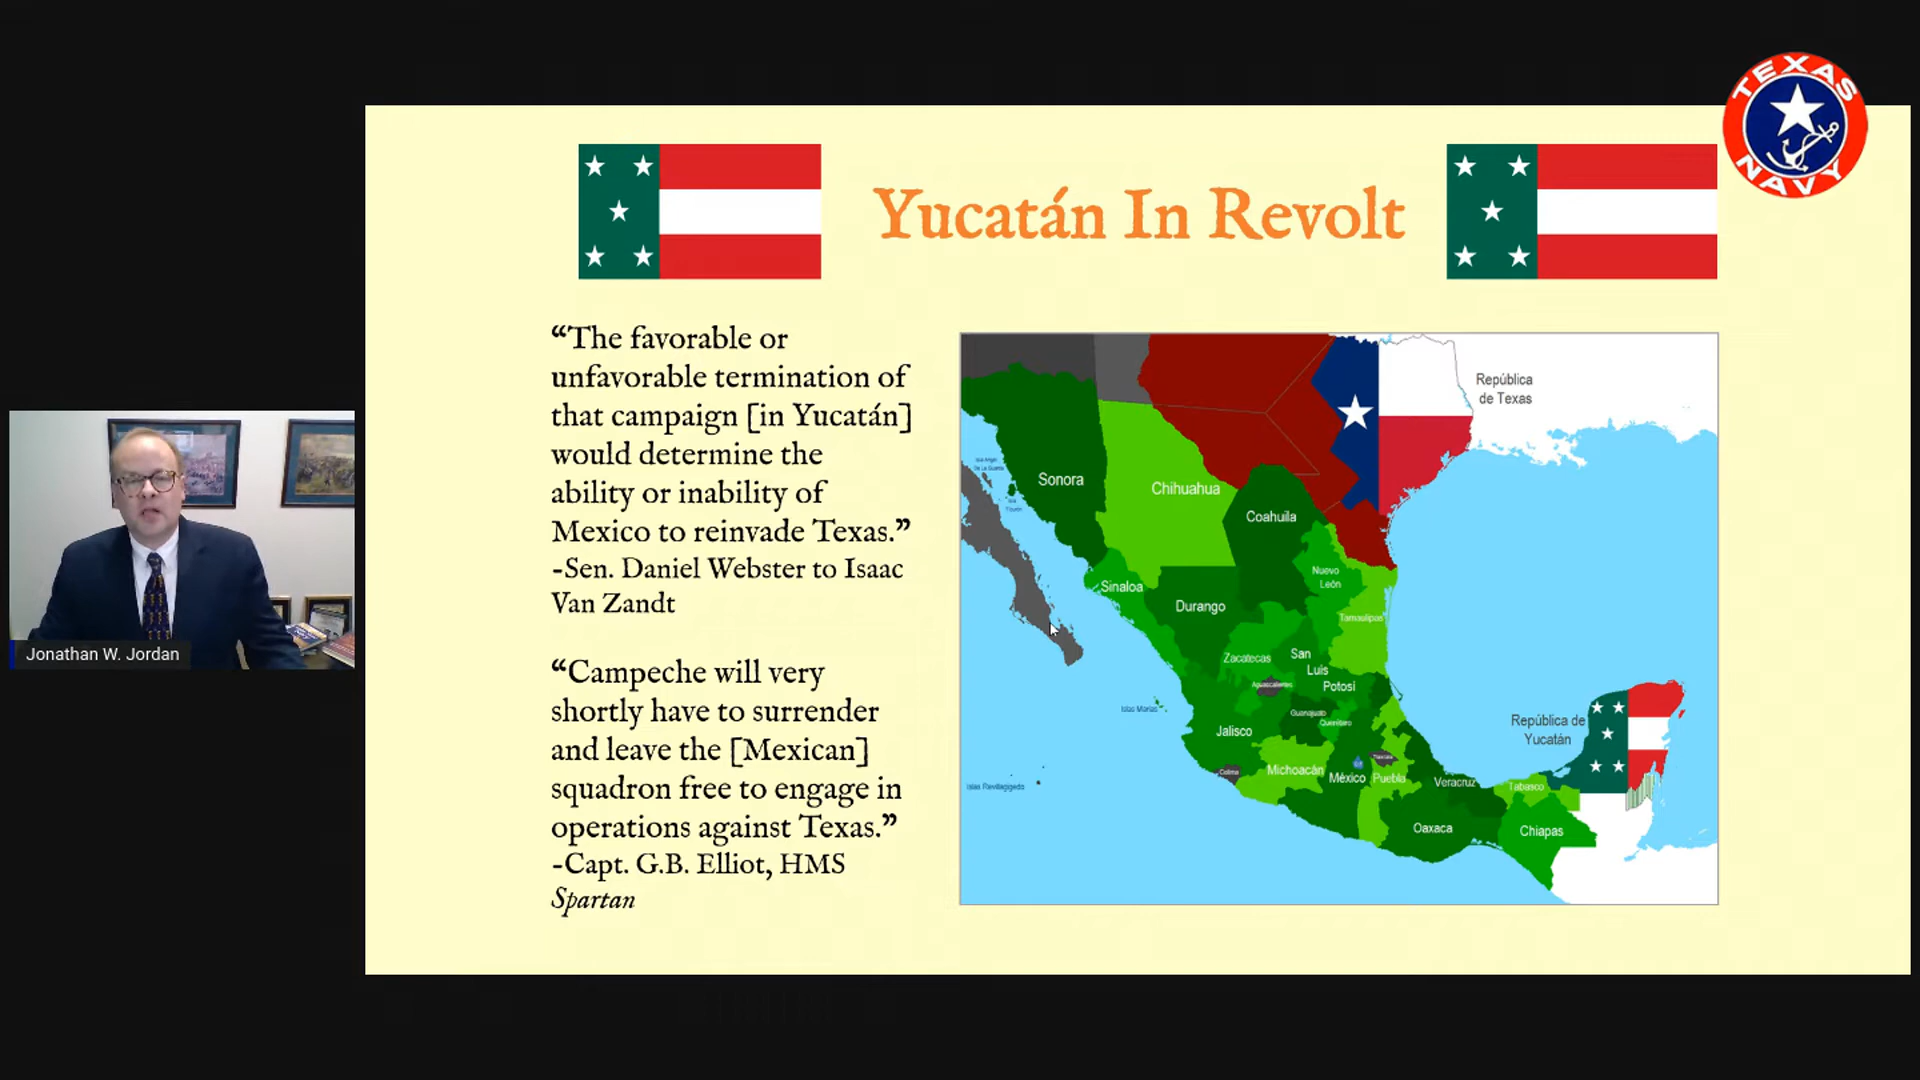 TEXAS
NAVY
Yucatán In Revolt
“The favorable or
unfavorable termination of
that campaign [in Yucatán]
would determine the
ability or inability of
Mexico to reinvade Texas.”
-Sen. Daniel Webster to Isaac
Van Zandt
“Campeche will very
shortly have to surrender
and leave the [Mexican]
squadron free to engage in
operations against Texas.”
-Capt. G.B. Elliot, HMS
Spartan
República
de Texas
Sonora
Chihuahua
Coahuila
Nuevo
León
Sinaloa
Durango
Tamaulipas
Zacatecas
San
Luis
Potosí
Aguascalientes
Islas Marías
Guanajuato
Querétaro
Jalisco
República de
Yucatán
Michoacán
México
Puebla
Tlaxcala
Colima
Veracruz
Tabasco
Islas Revillagigedo
Oaxaca
Chiapas
Jonathan W. Jordan